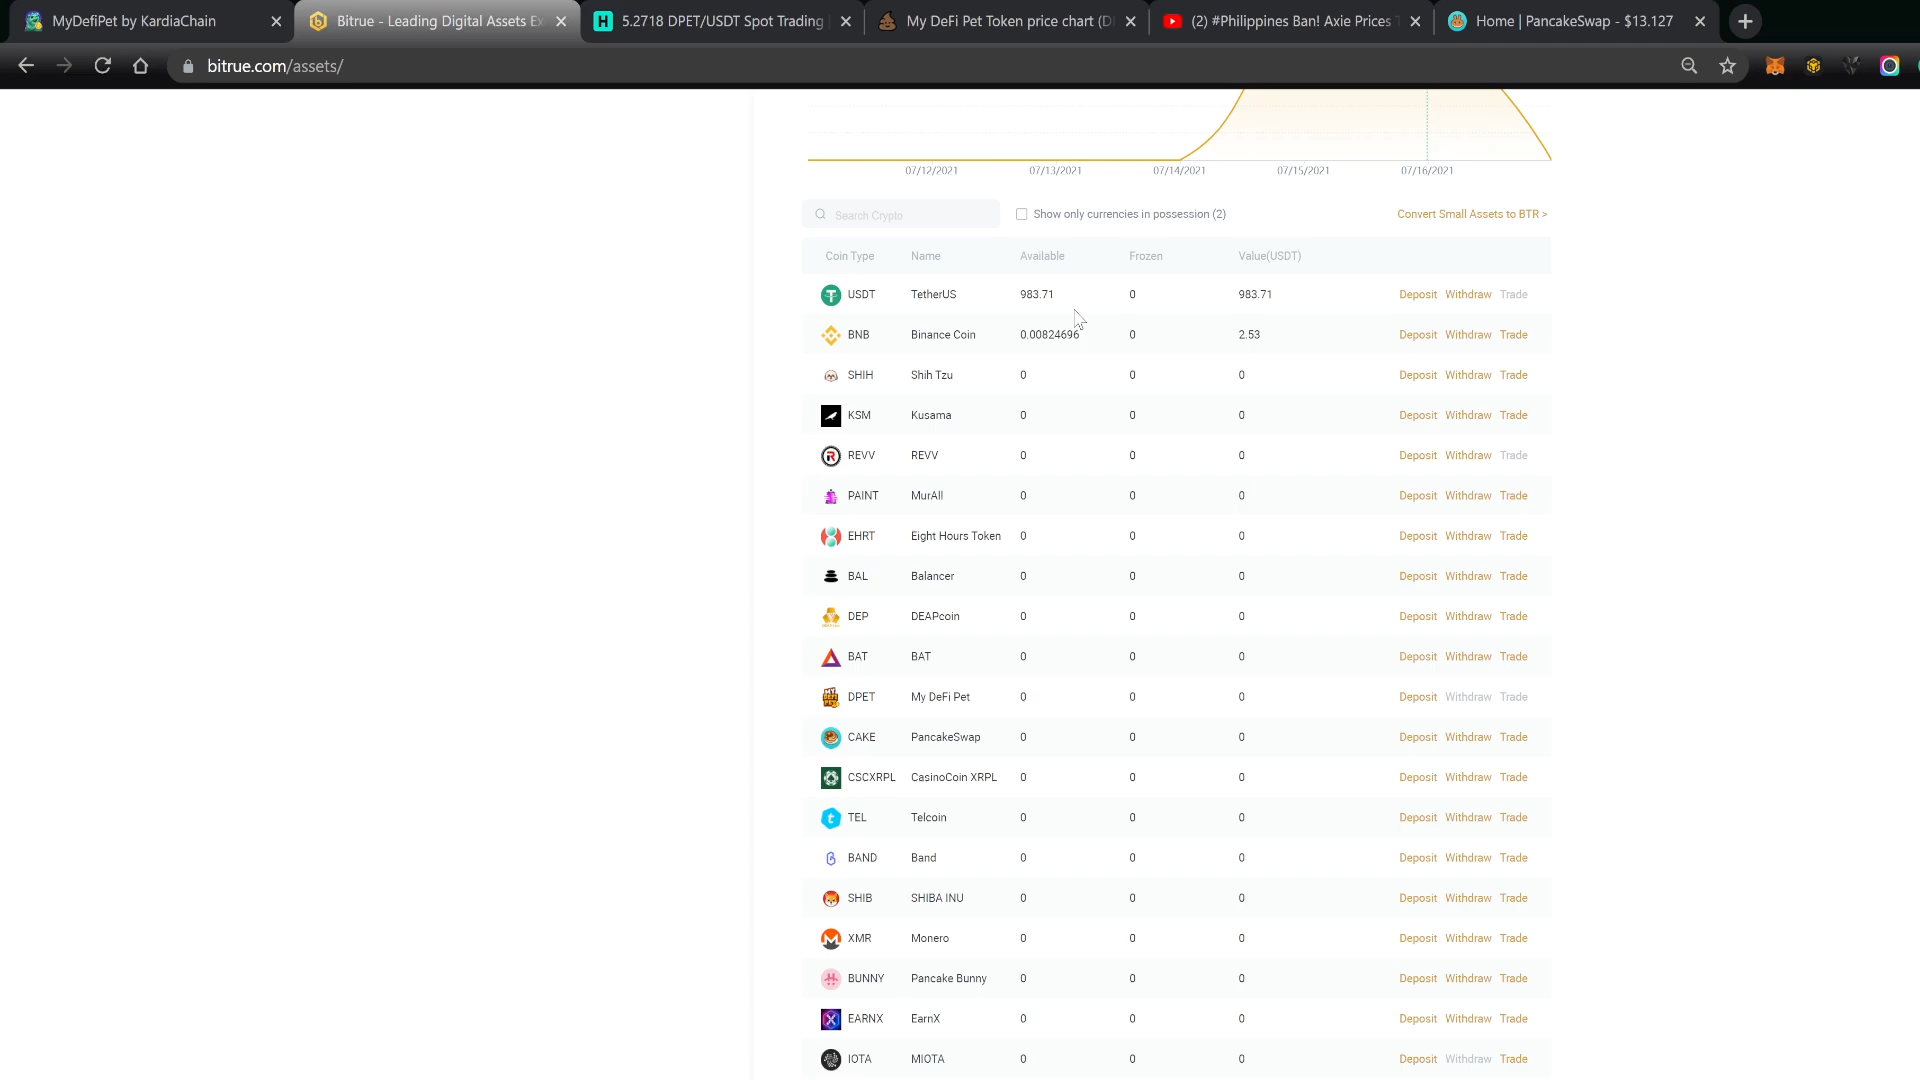 MyDefiPet by KardiaChain
Bitrue - Leading Digital Assets Ex
5.2718 DPET/USDT Spot Trading
My DeFi Pet Token price chart (D
(2) #Philippines Ban! Axie Prices T
Home | PancakeSwap - $13.127
bitrue.com/assets/
07/12/2021 07/13/2021 07/14/2021 07/15/2021 07/16/2021
Search Crypto Show only currencies in possession (2) Convert Small Assets to BTR >
Coin Type Name Available Frozen Value(USDT)
USDT TetherUS 983.71 0 983.71 Deposit Withdraw Trade
BNB Binance Coin 0.00824696 0 2.53 Deposit Withdraw Trade
SHIH Shih Tzu 0 0 0 Deposit Withdraw Trade
KSM Kusama 0 0 0 Deposit Withdraw Trade
REVV REVV 0 0 0 Deposit Withdraw Trade
PAINT MurAll 0 0 0 Deposit Withdraw Trade
EHRT Eight Hours Token 0 0 0 Deposit Withdraw Trade
BAL Balancer 0 0 0 Deposit Withdraw Trade
DEP DEAPcoin 0 0 0 Deposit Withdraw Trade
BAT BAT 0 0 0 Deposit Withdraw Trade
DPET My DeFi Pet 0 0 0 Deposit Withdraw Trade
CAKE PancakeSwap 0 0 0 Deposit Withdraw Trade
CSCXRPL CasinoCoin XRPL 0 0 0 Deposit Withdraw Trade
TEL Telcoin 0 0 0 Deposit Withdraw Trade
BAND Band 0 0 0 Deposit Withdraw Trade
SHIB SHIBA INU 0 0 0 Deposit Withdraw Trade
XMR Monero 0 0 0 Deposit Withdraw Trade
BUNNY Pancake Bunny 0 0 0 Deposit Withdraw Trade
EARNX EarnX 0 0 0 Deposit Withdraw Trade
IOTA MIOTA 0 0 0 Deposit Withdraw Trade